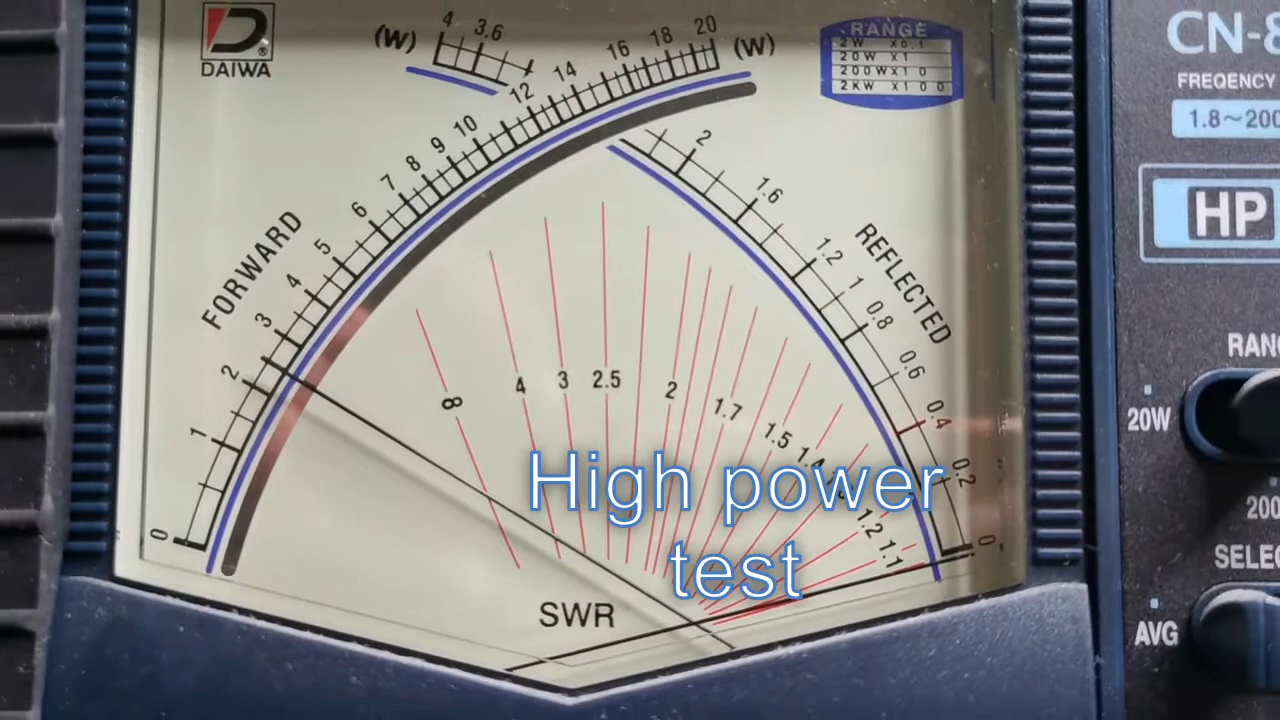 DAIWA
®
(W)
4
3.6
FORWARD
0
1
2
3
4
5
6
7
8
9
10
12
14
16
18
20
(W)
REFLECTED
2
1.6
1.2
1
0.8
0.6
0.4
0.2
0
RANGE
2W X0.1
20W X1
200W X10
2KW X100
8
4
3
2.5
2
1.7
1.5
1.4
1.2
1.1
High power
test
SWR
CN-8
FREQENCY
1.8~200
HP
RANG
20W
200
SELEC
AVG